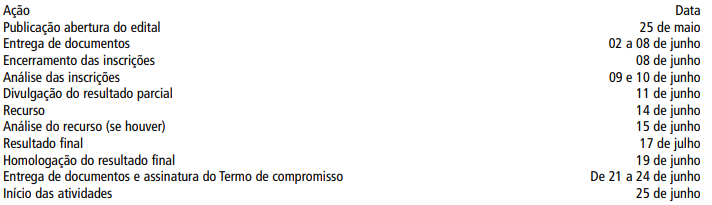 Ação Data
Publicação abertura do edital 25 de maio
Entrega de documentos 02 a 08 de junho
Encerramento das inscrições 08 de junho
Análise das inscrições 09 e 10 de junho
Divulgação do resultado parcial 11 de junho
Recurso 14 de junho
Análise do recurso (se houver) 15 de junho
Resultado final 17 de julho
Homologação do resultado final 19 de junho
Entrega de documentos e assinatura do Termo de compromisso De 21 a 24 de junho
Início das atividades 25 de junho